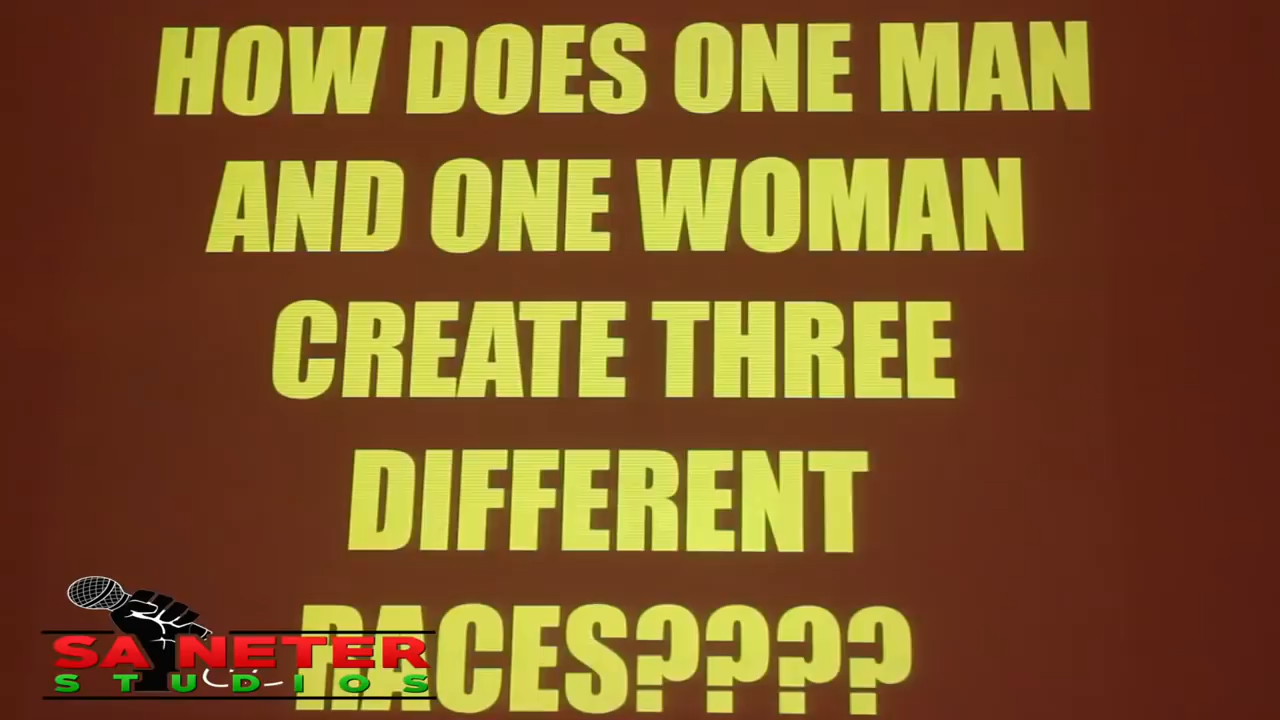 HOW DOES ONE MAN
AND ONE WOMAN
CREATE THREE
DIFFERENT
RACES????
SA NETER
STUDIOS